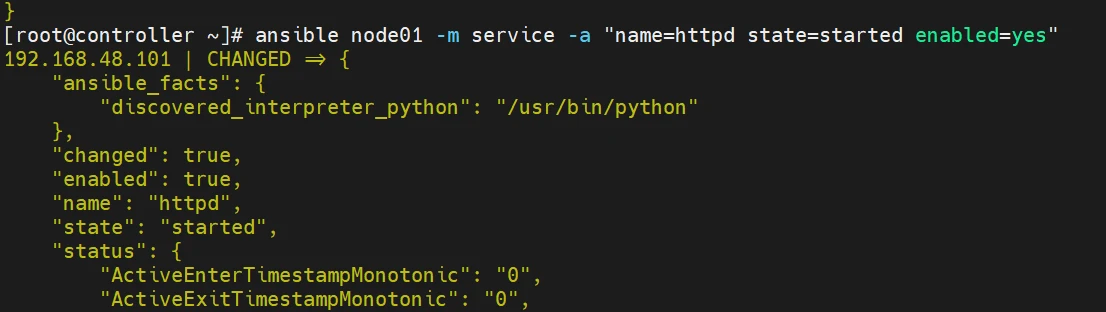 }
[root@controller ~]# ansible node01 -m service -a "name=httpd state=started enabled=yes"
192.168.48.101 | CHANGED => {
    "ansible_facts": {
        "discovered_interpreter_python": "/usr/bin/python"
    },
    "changed": true,
    "enabled": true,
    "name": "httpd",
    "state": "started",
    "status": {
        "ActiveEnterTimestampMonotonic": "0",
        "ActiveExitTimestampMonotonic": "0",